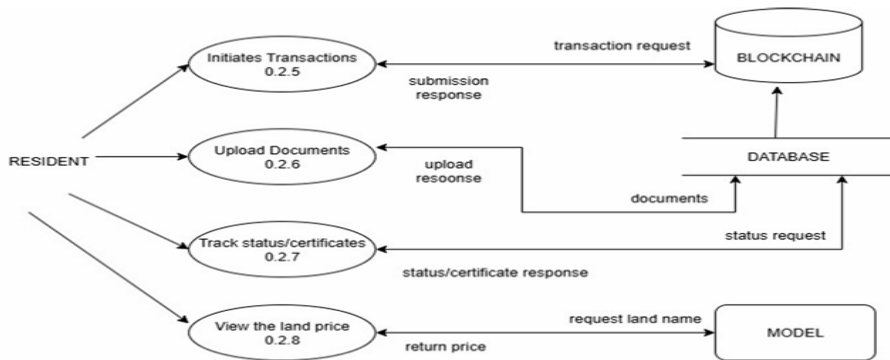 Initiates Transactions
0.2.5
transaction request
BLOCKCHAIN
submission
response
RESIDENT
Upload Documents
0.2.6
upload
resoonse
DATABASE
documents
Track status/certificates
0.2.7
status request
status/certificate response
View the land price
0.2.8
request land name
return price
MODEL